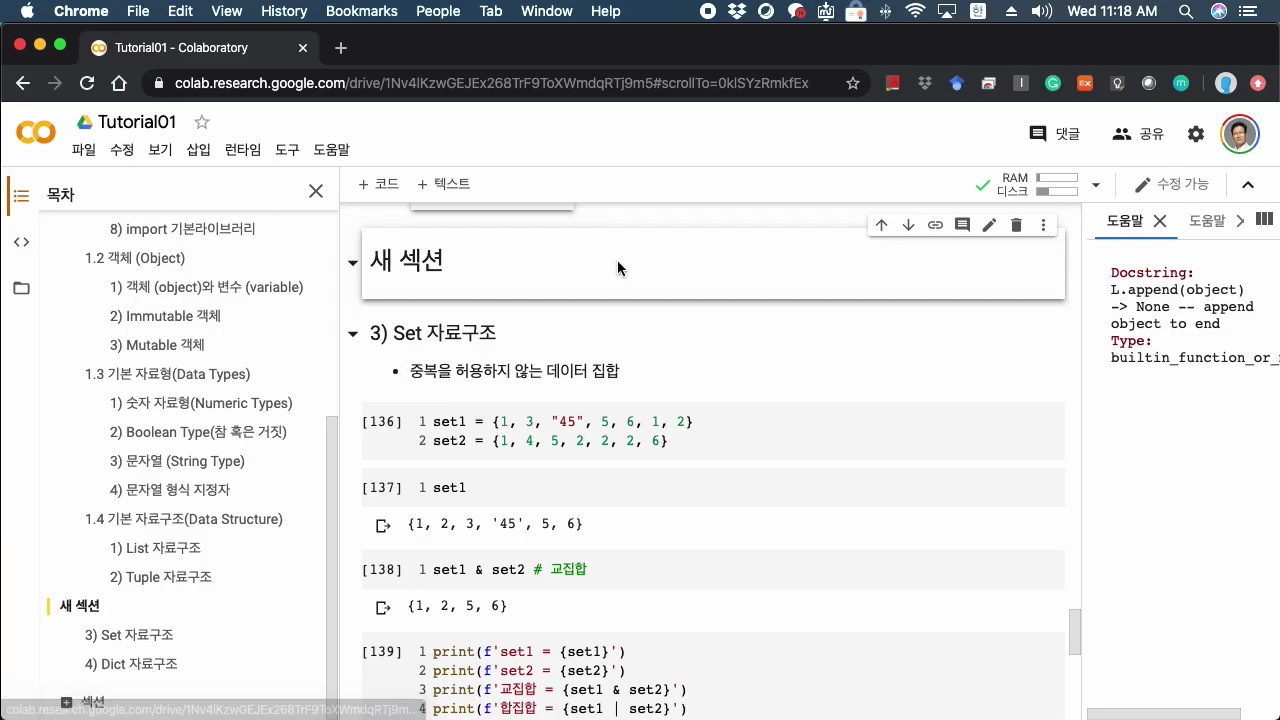 Chrome File Edit View History Bookmarks People Tab Window Help 한 Wed 11:18 AM
Tutorial01 - Colaboratory
colab.research.google.com/drive/1Nv4lKzwGEJEx268TrF9ToXWmdqRTj9m5#scrollTo=0klSYzRmkfEx
Tutorial01
파일 수정 보기 삽입 런타임 도구 도움말
댓글 공유
목차
+ 코드 + 텍스트
RAM
디스크
수정 가능
8) import 기본라이브러리
1.2 객체 (Object)
1) 객체 (object)와 변수 (variable)
2) Immutable 객체
3) Mutable 객체
1.3 기본 자료형(Data Types)
1) 숫자 자료형(Numeric Types)
2) Boolean Type(참 혹은 거짓)
3) 문자열 (String Type)
4) 문자열 형식 지정자
1.4 기본 자료구조(Data Structure)
1) List 자료구조
2) Tuple 자료구조
새 섹션
3) Set 자료구조
4) Dict 자료구조
섹션
colab.research.google.com/drive/1Nv4lKzwGEJEx268TrF9ToXWmdqRTj9m...
새 섹션
3) Set 자료구조
• 중복을 허용하지 않는 데이터 집합
[136] 1 set1 = {1, 3, "45", 5, 6, 1, 2}
2 set2 = {1, 4, 5, 2, 2, 2, 6}
[137] 1 set1
{1, 2, 3, '45', 5, 6}
[138] 1 set1 & set2 # 교집합
{1, 2, 5, 6}
[139] 1 print(f'set1 = {set1}')
2 print(f'set2 = {set2}')
3 print(f'교집합 = {set1 & set2}')
4 print(f'합집합 = {set1 | set2}')
도움말 도움말
Docstring:
L.append(object)
-> None -- append
object to end
Type:
builtin_function_or_